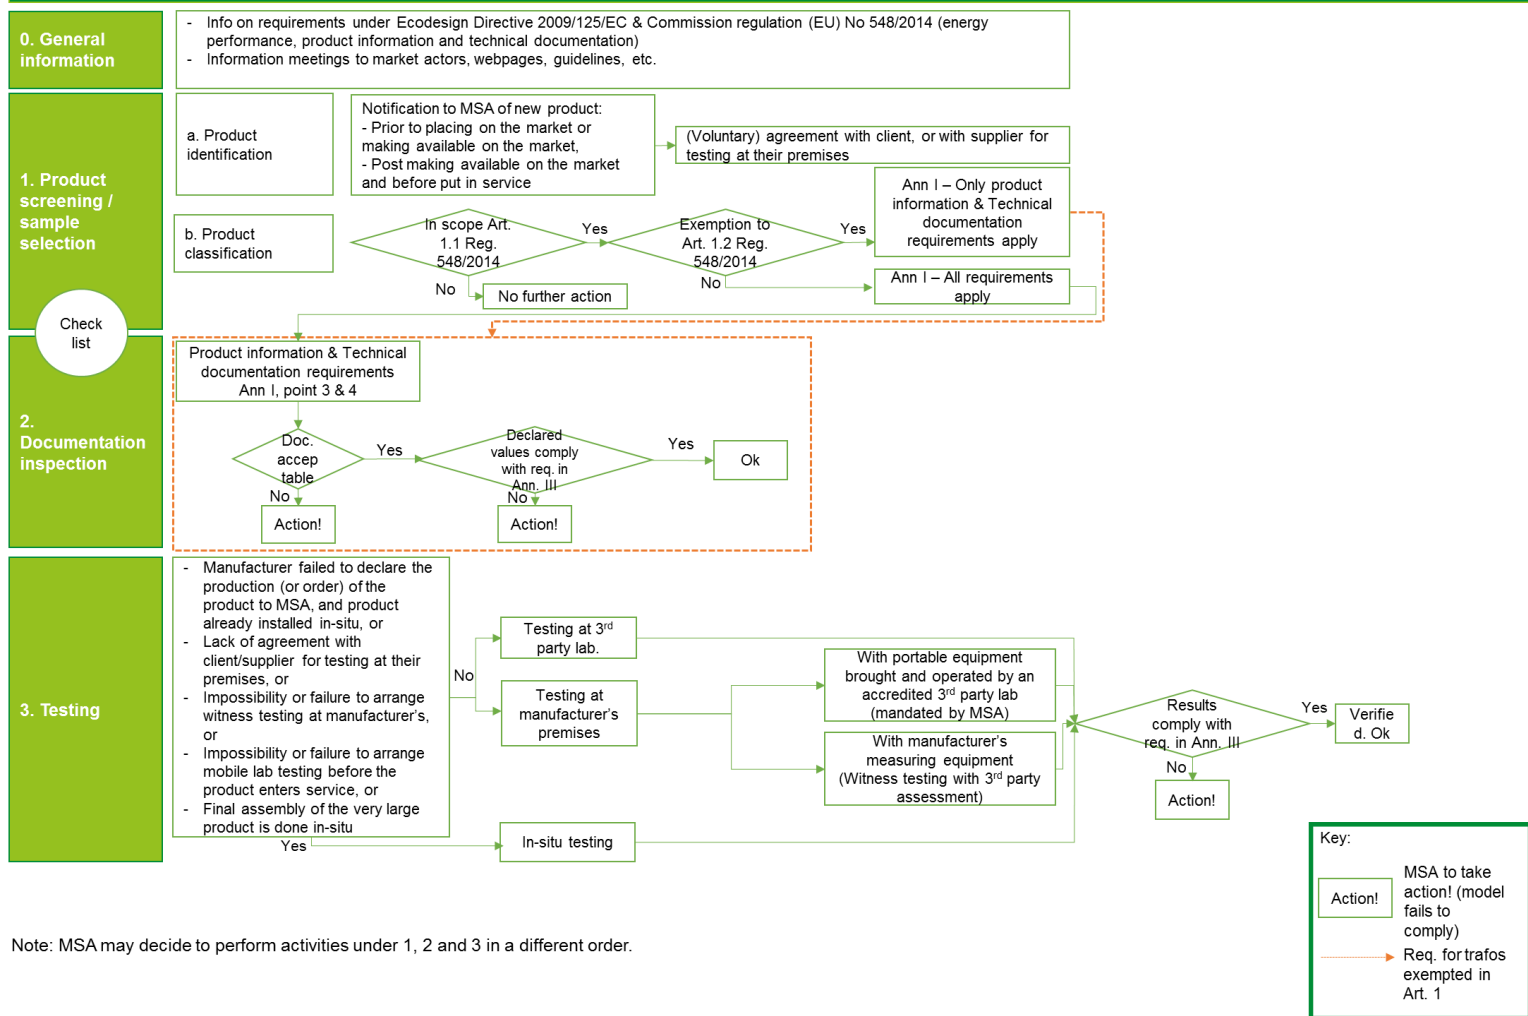 0. General
information
- Info on requirements under Ecodesign Directive 2009/125/EC & Commission regulation (EU) No 548/2014 (energy
performance, product information and technical documentation)
- Information meetings to market actors, webpages, guidelines, etc.
1. Product
screening /
sample
selection
a. Product
identification
Notification to MSA of new product:
- Prior to placing on the market or
making available on the market,
- Post making available on the market
and before put in service
(Voluntary) agreement with client, or with supplier for
testing at their premises
b. Product
classification
In scope Art.
1.1 Reg.
548/2014
Yes
No
No further action
Exemption to
Art. 1.2 Reg.
548/2014
Yes
No
Ann I – Only product
information & Technical
documentation
requirements apply
Ann I – All requirements
apply
Check
list
2.
Documentation
inspection
Product information & Technical
documentation requirements
Ann I, point 3 & 4
Doc.
accep
table
Yes
No
Action!
Declared
values comply
with req. in
Ann. III
Yes
No
Action!
Ok
3. Testing
- Manufacturer failed to declare the
production (or order) of the
product to MSA, and product
already installed in-situ, or
- Lack of agreement with
client/supplier for testing at their
premises, or
- Impossibility or failure to arrange
witness testing at manufacturer's,
or
- Impossibility or failure to arrange
mobile lab testing before the
product enters service, or
- Final assembly of the very large
product is done in-situ
No
Yes
Testing at 3rd
party lab.
Testing at
manufacturer's
premises
In-situ testing
With portable equipment
brought and operated by an
accredited 3rd party lab
(mandated by MSA)
With manufacturer's
measuring equipment
(Witness testing with 3rd party
assessment)
Results
comply with
req. in Ann. III
Yes
No
Action!
Verifie
d. Ok
Key:
Action!
MSA to take
action! (model
fails to
comply)
Req. for trafos
exempted in
Art. 1
Note: MSA may decide to perform activities under 1, 2 and 3 in a different order.